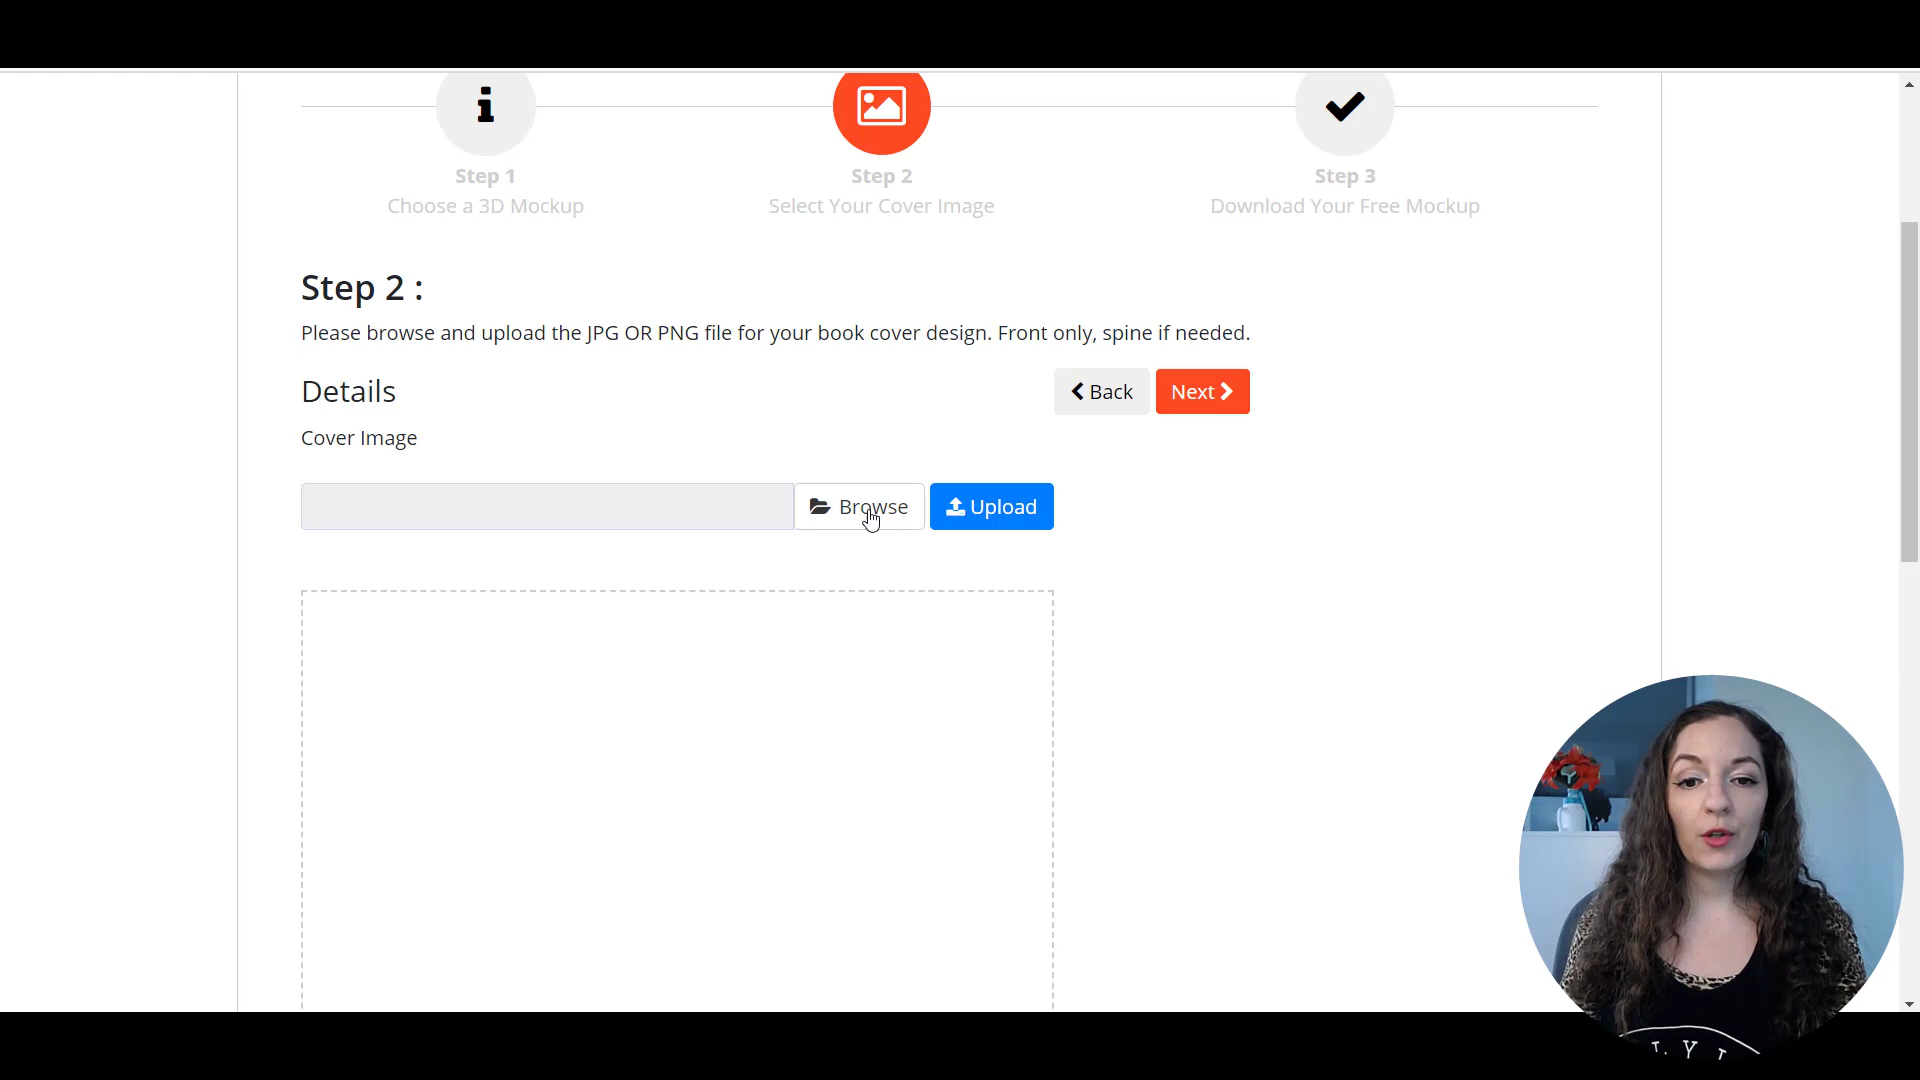 Step 1
Choose a 3D Mockup
Step 2
Select Your Cover Image
Step 3
Download Your Free Mockup
Step 2 :
Please browse and upload the JPG OR PNG file for your book cover design. Front only, spine if needed.
Details
Back
Next
Cover Image
Browse
Upload